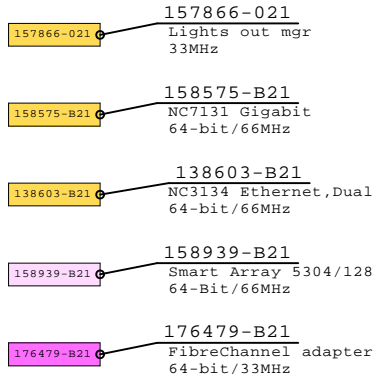 157866-021
157866-021
Lights out mgr
33MHz
158575-B21
158575-B21
NC7131 Gigabit
64-bit/66MHz
138603-B21
138603-B21
NC3134 Ethernet,Dual
64-bit/66MHz
158939-B21
158939-B21
Smart Array 5304/128
64-Bit/66MHz
176479-B21
176479-B21
FibreChannel adapter
64-bit/33MHz